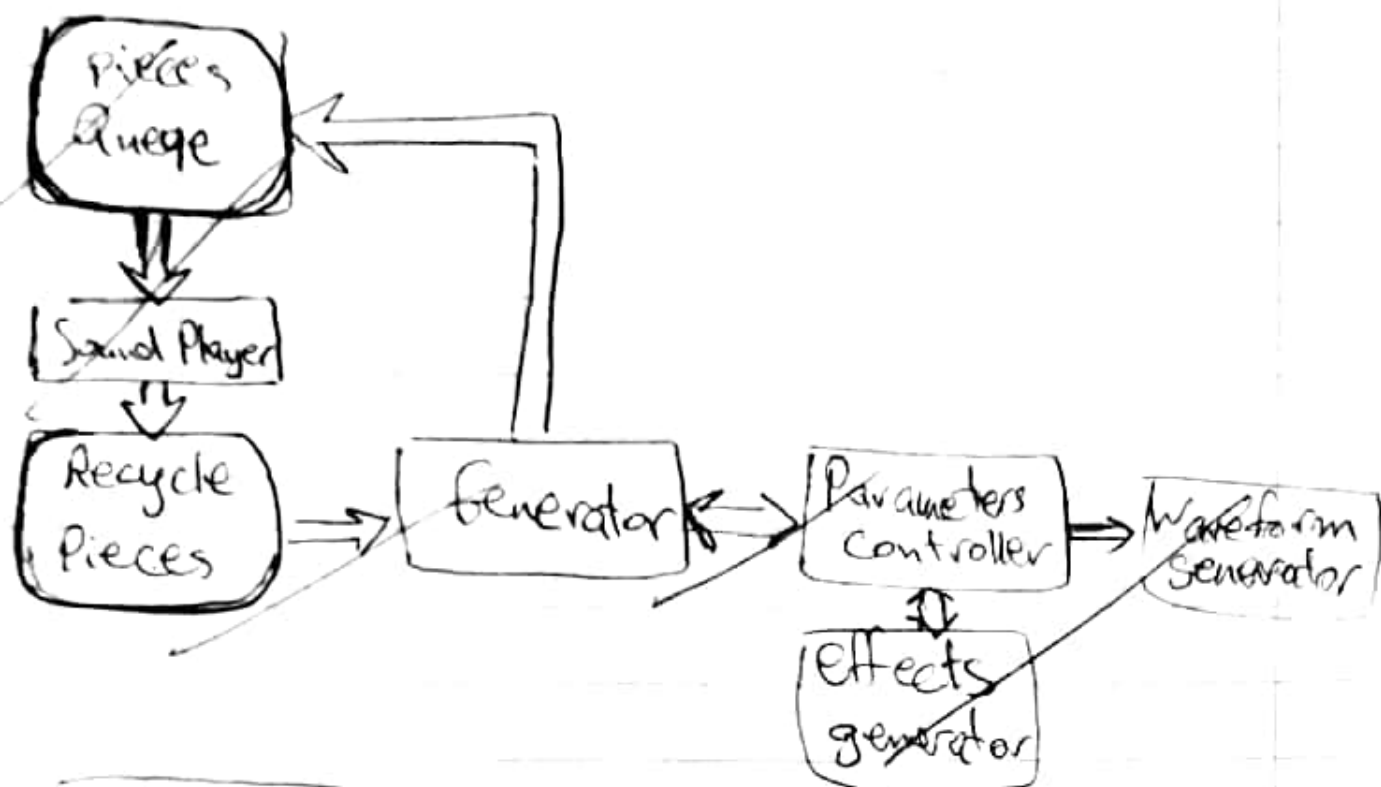 Pieces
Queqe
Sound Player
Recycle
Pieces
Generator
Parameters
Controller
Waveform
generator
Effects
generator